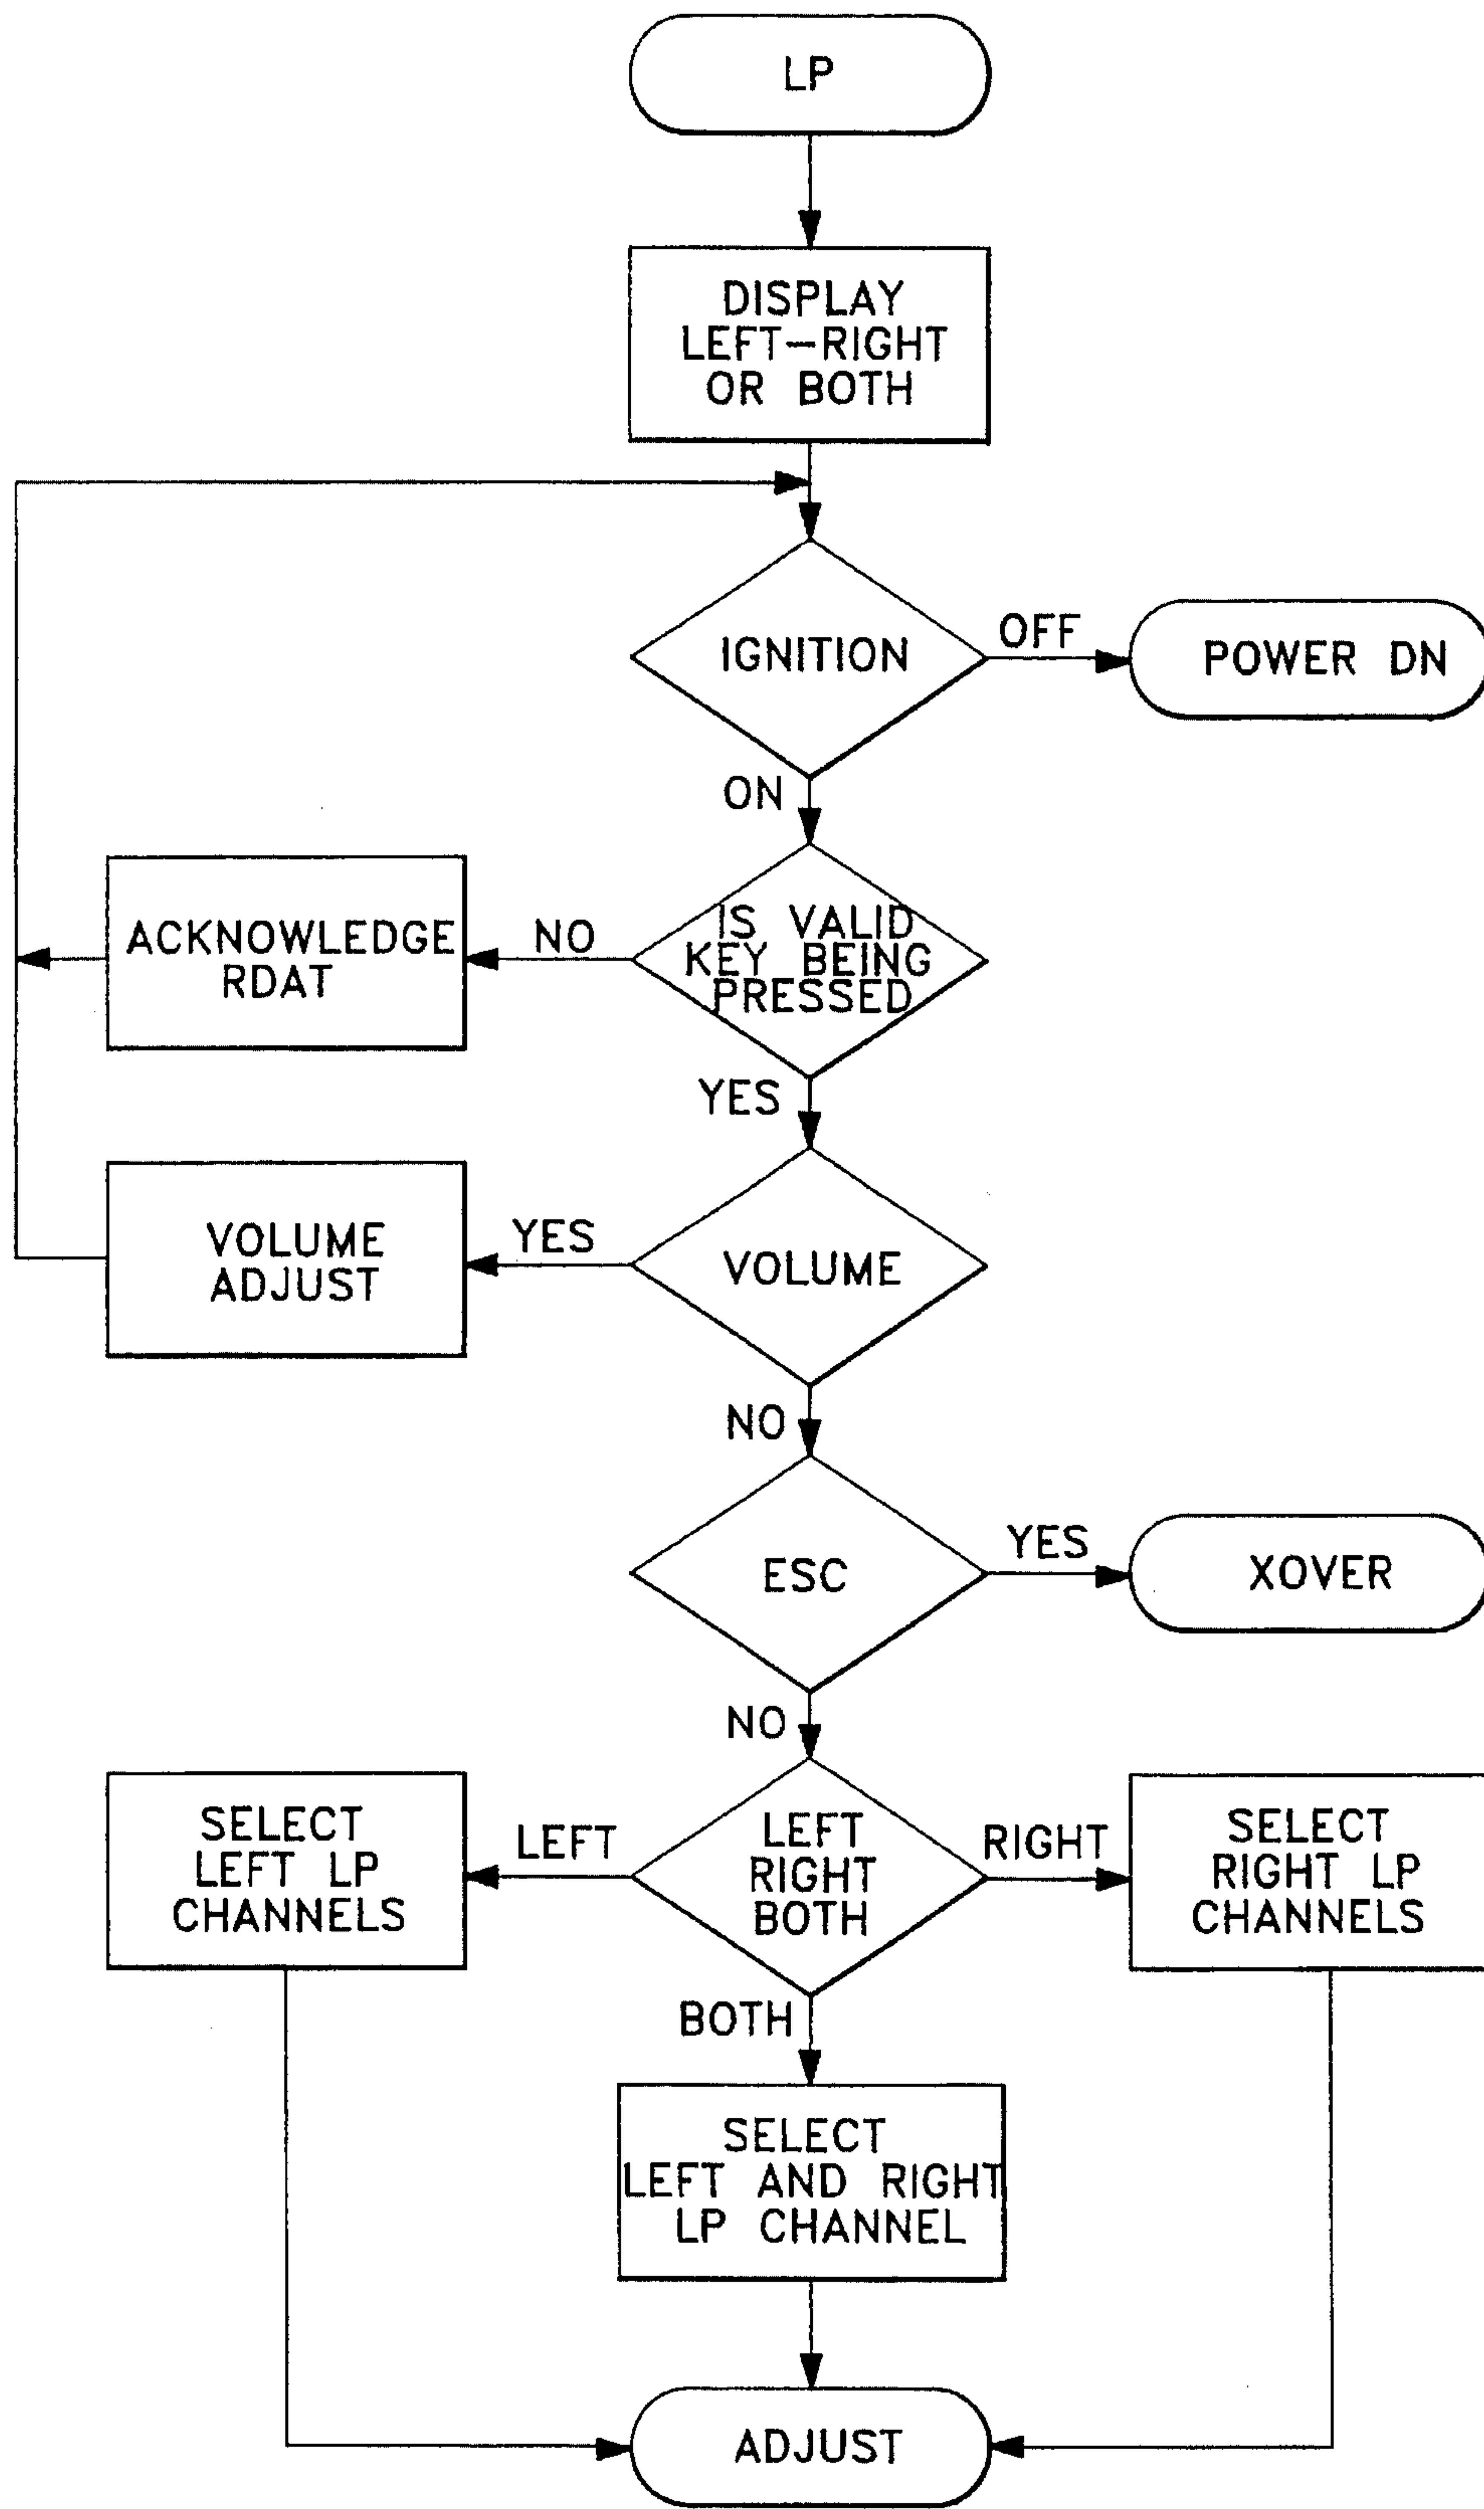 LP
DISPLAY
LEFT-RIGHT
OR BOTH
IGNITION
OFF
POWER DN
ON
IS VALID
KEY BEING
PRESSED
NO
ACKNOWLEDGE
RDAT
YES
VOLUME
YES
VOLUME
ADJUST
NO
ESC
YES
XOVER
NO
LEFT
RIGHT
BOTH
LEFT
SELECT
LEFT LP
CHANNELS
RIGHT
SELECT
RIGHT LP
CHANNELS
BOTH
SELECT
LEFT AND RIGHT
LP CHANNEL
ADJUST